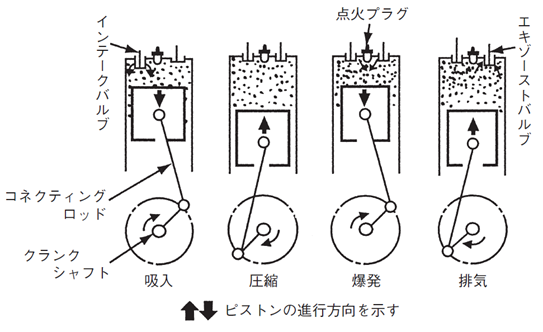 インテークバルブ
点火プラグ
エキゾーストバルブ
コネクティング
ロッド
クランク
シャフト
吸入
圧縮
爆発
排気
ピストンの進行方向を示す